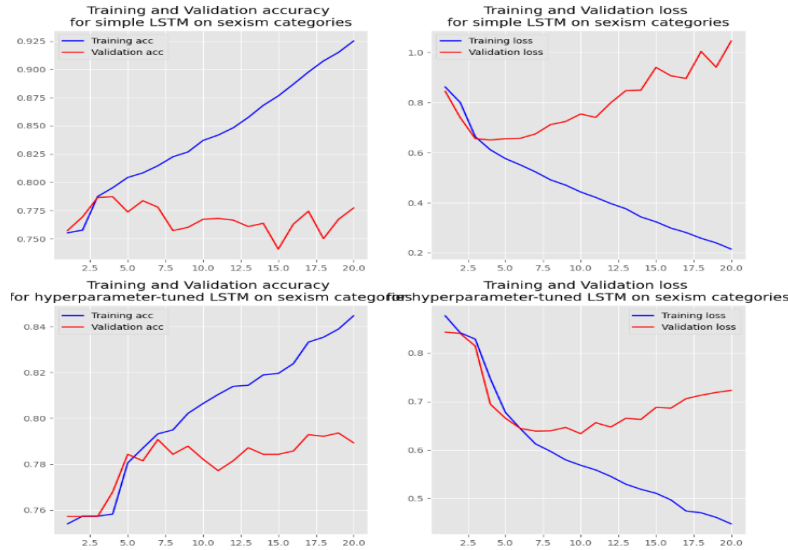 Training and Validation accuracy
for simple LSTM on sexism categories
Training acc
Validation acc
0.925
0.900
0.875
0.850
0.825
0.800
0.775
0.750
2.5 5.0 7.5 10.0 12.5 15.0 17.5 20.0
Training and Validation loss
for simple LSTM on sexism categories
Training loss
Validation loss
1.0
0.8
0.6
0.4
0.2
2.5 5.0 7.5 10.0 12.5 15.0 17.5 20.0
Training and Validation accuracy
for hyperparameter-tuned LSTM on sexism categories
Training acc
Validation acc
0.84
0.82
0.80
0.78
0.76
2.5 5.0 7.5 10.0 12.5 15.0 17.5 20.0
Training and Validation loss
for hyperparameter-tuned LSTM on sexism categories
Training loss
Validation loss
0.8
0.7
0.6
0.5
2.5 5.0 7.5 10.0 12.5 15.0 17.5 20.0